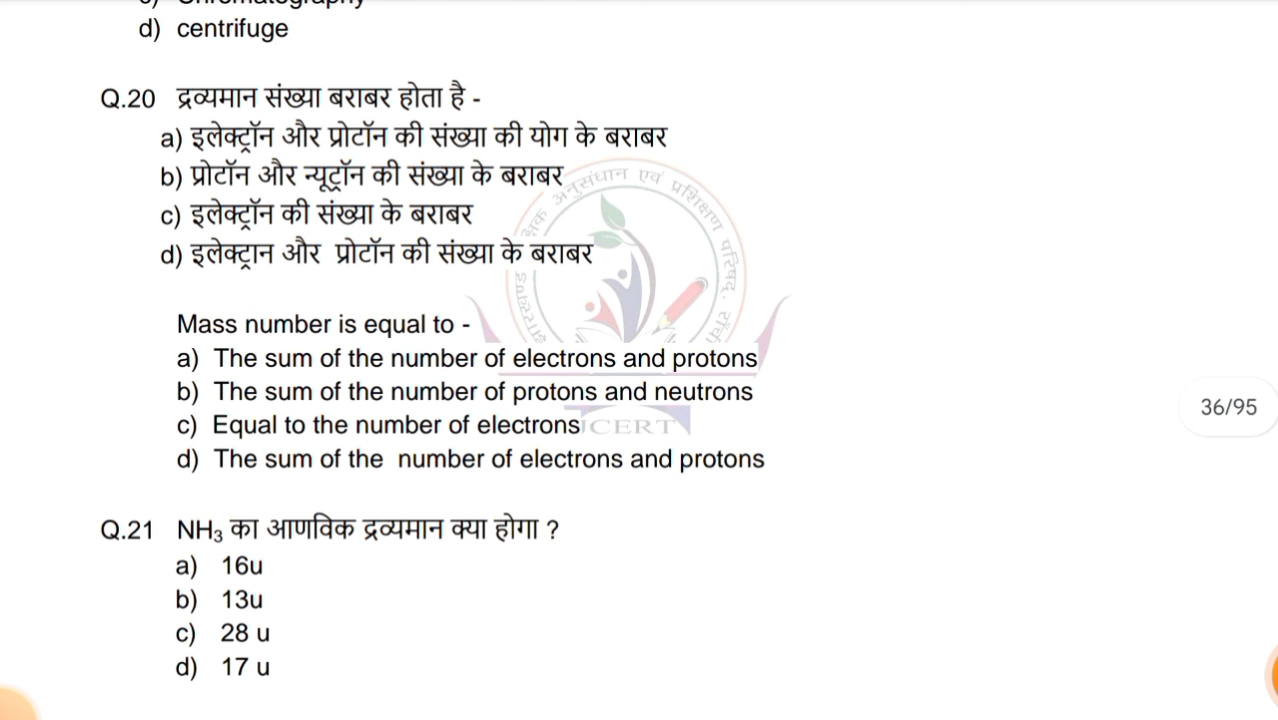 d) centrifuge
Q.20 द्रव्यमान संख्या बराबर होता है -
a) इलेक्ट्रॉन और प्रोटॉन की संख्या की योग के बराबर
b) प्रोटॉन और न्यूट्रॉन की संख्या के बराबर
c) इलेक्ट्रॉन की संख्या के बराबर
d) इलेक्ट्रान और प्रोटॉन की संख्या के बराबर
Mass number is equal to -
a) The sum of the number of electrons and protons
b) The sum of the number of protons and neutrons
c) Equal to the number of electrons
d) The sum of the number of electrons and protons
JCERT
36/95
Q.21 NH₃ का आणविक द्रव्यमान क्या होगा ?
a) 16u
b) 13u
c) 28 u
d) 17 u